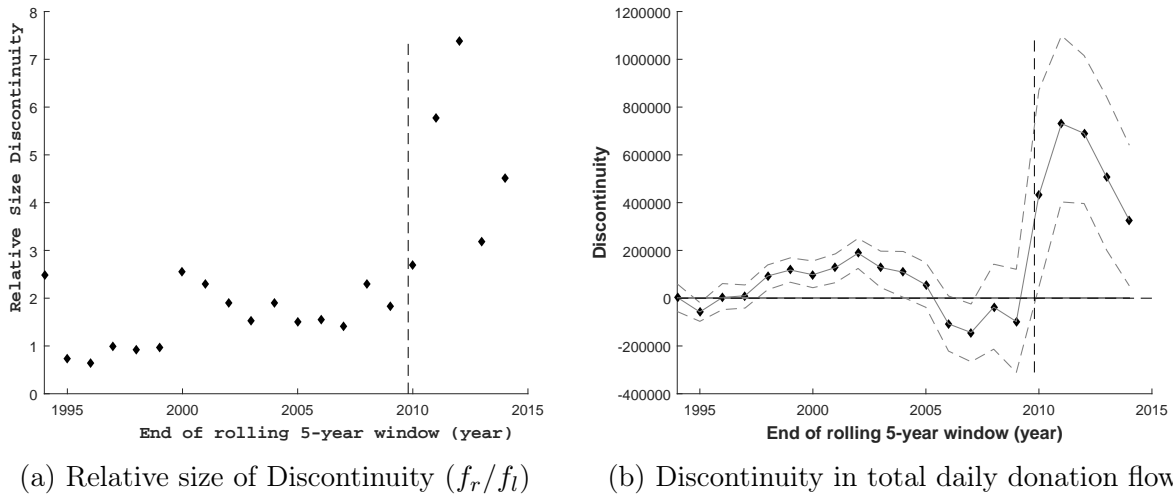 8
7
6
5
4
3
2
1
0
Relative Size Discontinuity
1995 2000 2005 2010 2015
End of rolling 5-year window (year)
(a) Relative size of Discontinuity (f_r/f_l)
1200000
1000000
800000
600000
400000
200000
0
-200000
-400000
Discontinuity
1995 2000 2005 2010 2015
End of rolling 5-year window (year)
(b) Discontinuity in total daily donation flow